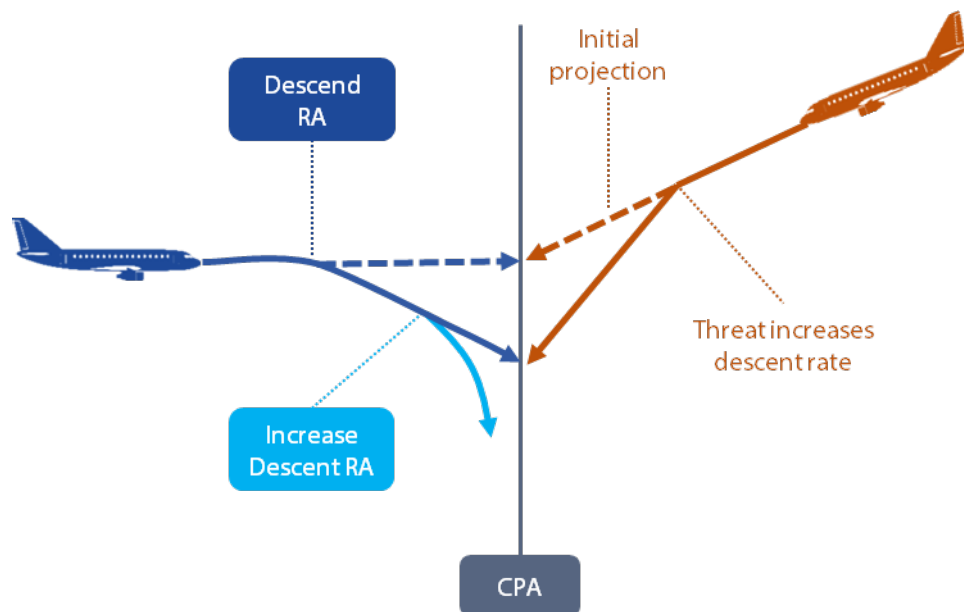 Initial
projection
Descend
RA
Threat increases
descent rate
Increase
Descent RA
CPA